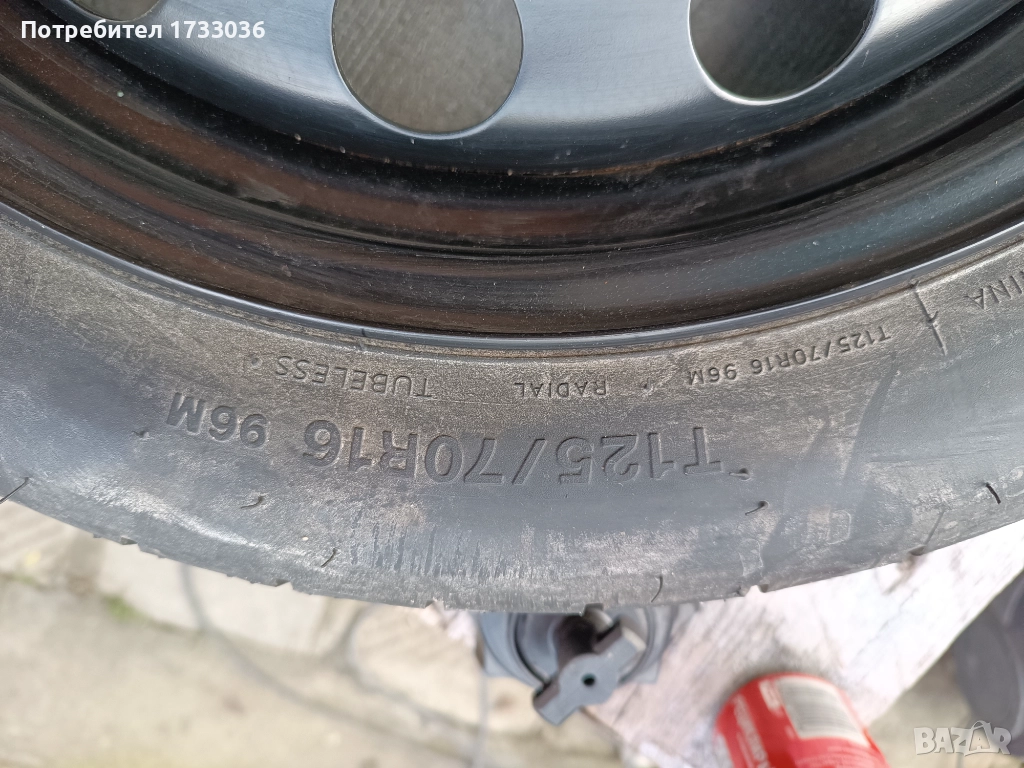 Потребител 1733036
T125/70R16 96M
T125/70R16 96M RADIAL TUBELESS
BAZAR